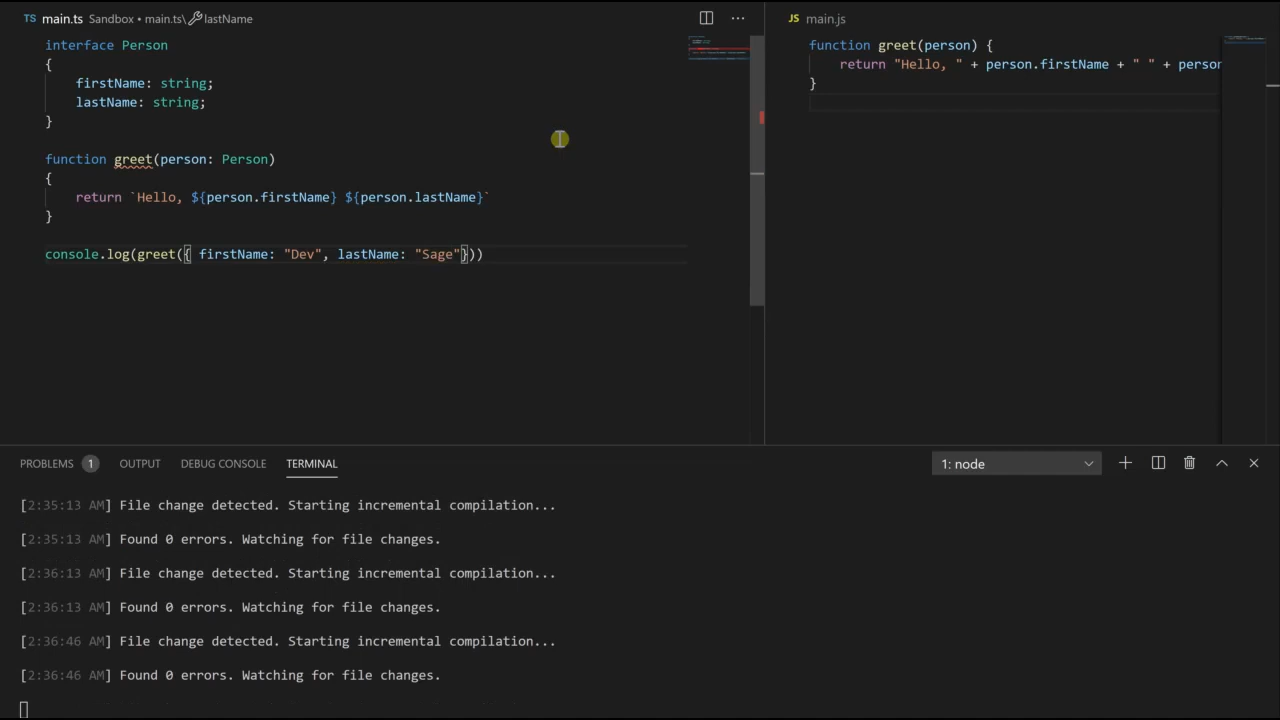 TS main.ts Sandbox • main.ts\ lastName
interface Person
{
firstName: string;
lastName: string;
}
function greet(person: Person)
{
return `Hello, ${person.firstName} ${person.lastName}`
}
console.log(greet({ firstName: "Dev", lastName: "Sage"}))
JS main.js
function greet(person) {
return "Hello, " + person.firstName + " " + person
}
PROBLEMS 1 OUTPUT DEBUG CONSOLE TERMINAL 1: node
[2:35:13 AM] File change detected. Starting incremental compilation...
[2:35:13 AM] Found 0 errors. Watching for file changes.
[2:36:13 AM] File change detected. Starting incremental compilation...
[2:36:13 AM] Found 0 errors. Watching for file changes.
[2:36:46 AM] File change detected. Starting incremental compilation...
[2:36:46 AM] Found 0 errors. Watching for file changes.